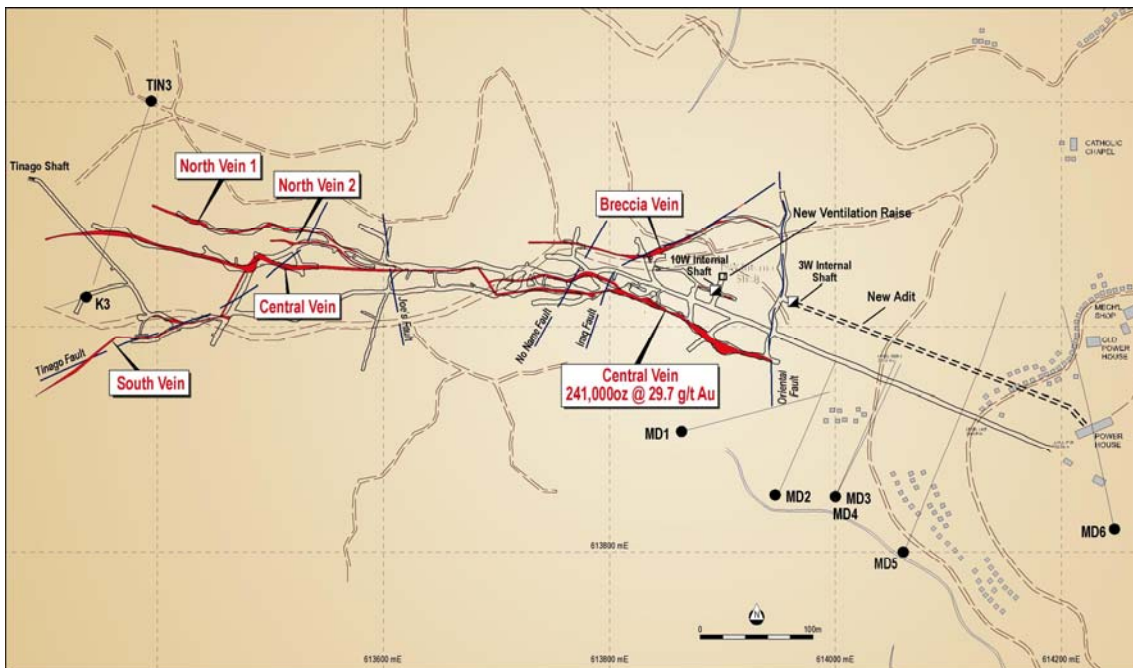 TIN3
CATHOLIC
CHAPEL
Tinago Shaft
North Vein 1
North Vein 2
Breccia Vein
New Ventilation Raise
10W Internal
Shaft
3W Internal
Shaft
New Adit
K3
Central Vein
Joe's Fault
No Name Fault
Inq Fault
MECH'L
SHOP
OLD
POWER
HOUSE
Tinago Fault
South Vein
Central Vein
241,000oz @ 29.7 g/t Au
Oriental
Fault
MD1
POWER
HOUSE
MD2
MD3
MD4
MD5
MD6
613800 mE
N
0
100m
613600 mE
613800 mE
614000 mE
614200 mE